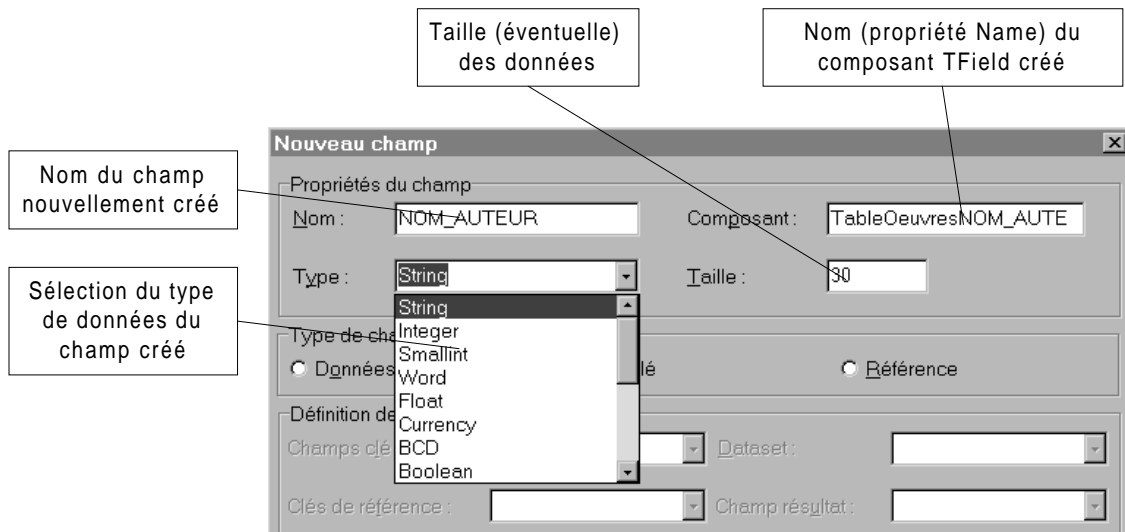 Taille (éventuelle)
des données
Nom (propriété Name) du
composant TField créé
Nouveau champ
Nom du champ
nouvellement créé
Propriétés du champ
Nom :
NOM_AUTEUR
Composant :
TableOeuvresNOM_AUTE
Type :
String
Taille :
30
Sélection du type
de données du
champ créé
String
Integer
Smallint
Word
Float
Currency
BCD
Boolean
Type de cha
Données
lé
Référence
Définition de
Champs clé
Dataset :
Clés de référence :
Champ résultat :